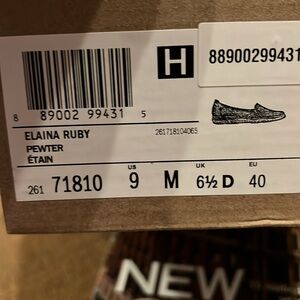 H
88900299431
8 89002 99431 5
ELAINA RUBY 261718104065
PEWTER
ÉTAIN
US UK EU
261 71810 9 M 6½ D 40
NEW